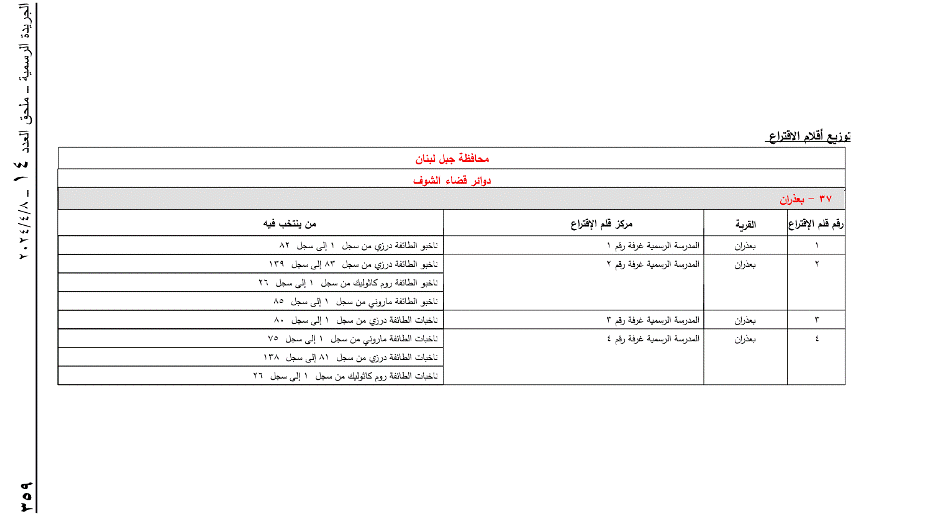 الجريدة الرسمية – ملحق العدد ١٤ – ٢٠٢٤/٤/٨
توزيع أقلام الاقتراع
محافظة جبل لبنان
دوائر قضاء الشوف
٣٧ - بعذران
رقم قلم الإقتراع القرية مركز قلم الإقتراع من ينتخب فيه
١ بعذران المدرسة الرسمية غرفة رقم ١ ناخبو الطائفة درزي من سجل ١ إلى سجل ٨٢
٢ بعذران المدرسة الرسمية غرفة رقم ٢ ناخبو الطائفة درزي من سجل ٨٣ إلى سجل ١٣٩
ناخبو الطائفة روم كاثوليك من سجل ١ إلى سجل ٢٦
ناخبو الطائفة ماروني من سجل ١ إلى سجل ٨٥
٣ بعذران المدرسة الرسمية غرفة رقم ٣ ناخبات الطائفة درزي من سجل ١ إلى سجل ٨٠
٤ بعذران المدرسة الرسمية غرفة رقم ٤ ناخبات الطائفة ماروني من سجل ١ إلى سجل ٧٥
ناخبات الطائفة درزي من سجل ٨١ إلى سجل ١٣٨
ناخبات الطائفة روم كاثوليك من سجل ١ إلى سجل ٢٦
٣٥٩